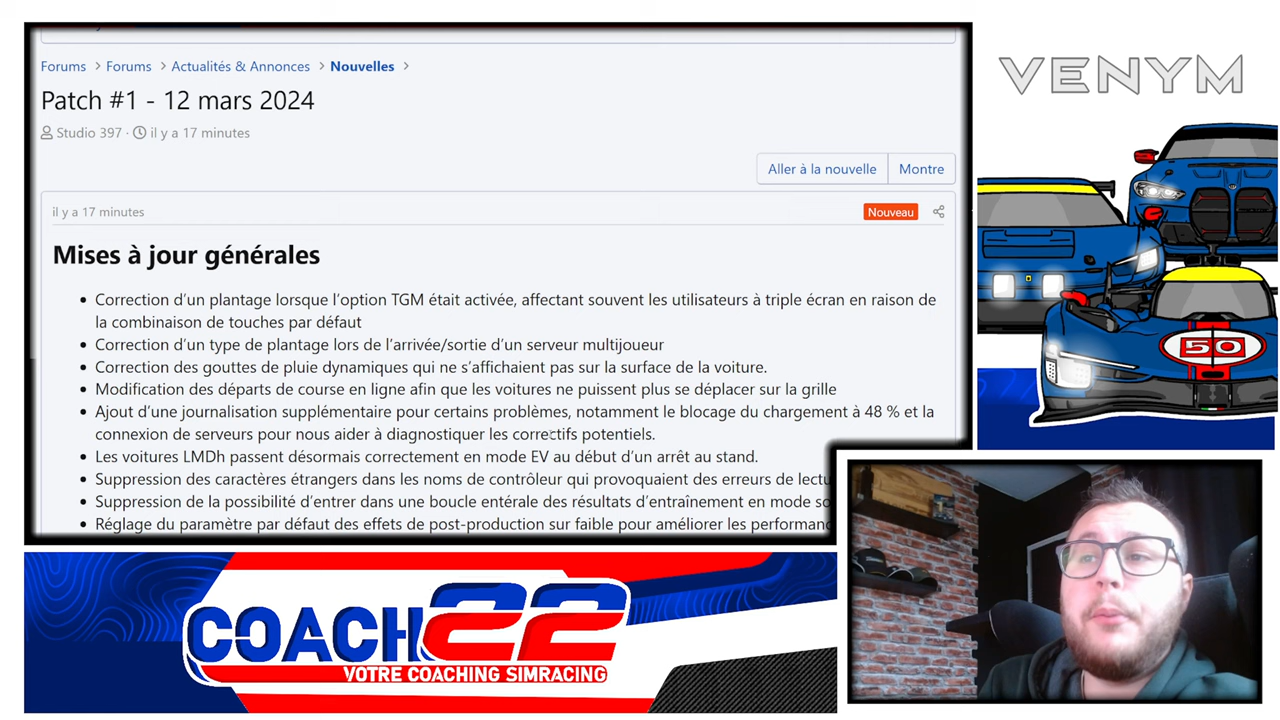 Forums > Forums > Actualités & Annonces > Nouvelles >
Patch #1 - 12 mars 2024
Studio 397 · il y a 17 minutes
Aller à la nouvelle
Montre
il y a 17 minutes
Nouveau
Mises à jour générales
• Correction d’un plantage lorsque l’option TGM était activée, affectant souvent les utilisateurs à triple écran en raison de
la combinaison de touches par défaut
• Correction d’un type de plantage lors de l’arrivée/sortie d’un serveur multijoueur
• Correction des gouttes de pluie dynamiques qui ne s’affichaient pas sur la surface de la voiture.
• Modification des départs de course en ligne afin que les voitures ne puissent plus se déplacer sur la grille
• Ajout d’une journalisation supplémentaire pour certains problèmes, notamment le blocage du chargement à 48 % et la
connexion de serveurs pour nous aider à diagnostiquer les correctifs potentiels.
• Les voitures LMDh passent désormais correctement en mode EV au début d’un arrêt au stand.
• Suppression des caractères étrangers dans les noms de contrôleur qui provoquaient des erreurs de
• Suppression de la possibilité d’entrer dans une boucle entérale des résultats d’entraînement en mode
• Réglage du paramètre par défaut des effets de post-production sur faible pour améliorer les
VENYM
50
COACH 22
VOTRE COACHING SIMRACING